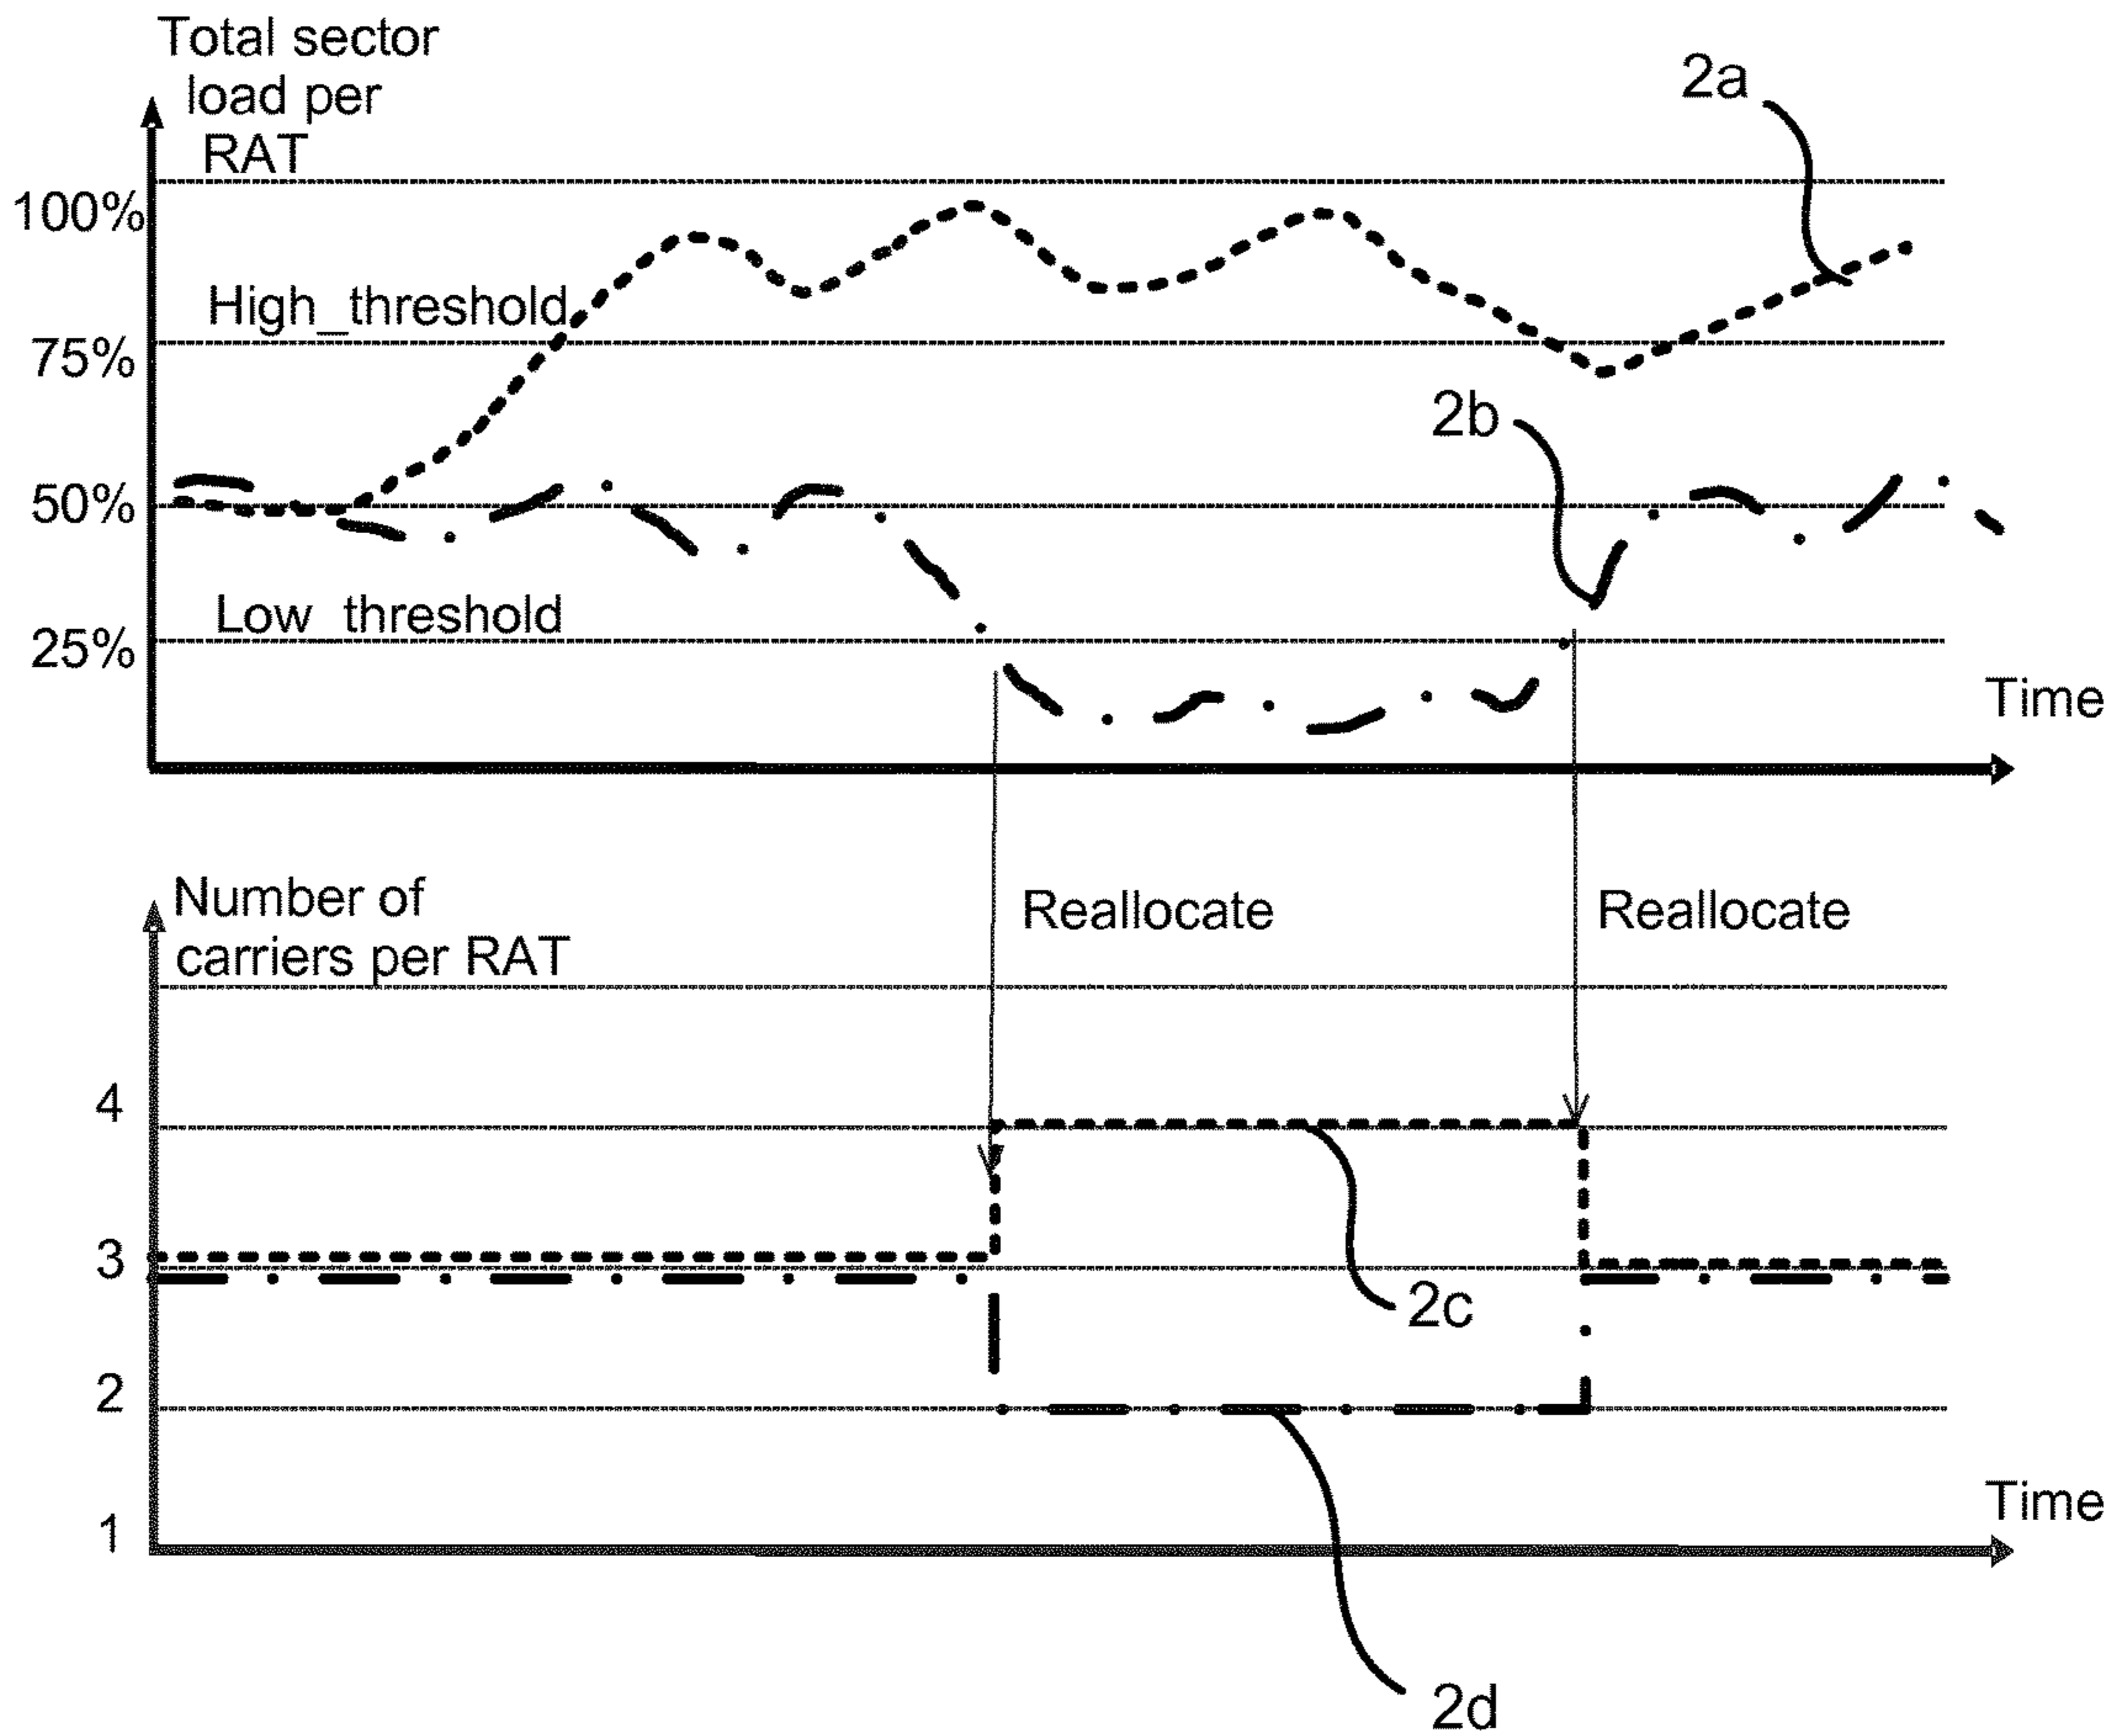 Total sector
load per
RAT
2a
100%
High_threshold
75%
2b
50%
Low_threshold
25%
Time
Number of
carriers per RAT
Reallocate
Reallocate
4
3
2c
2
Time
1
2d